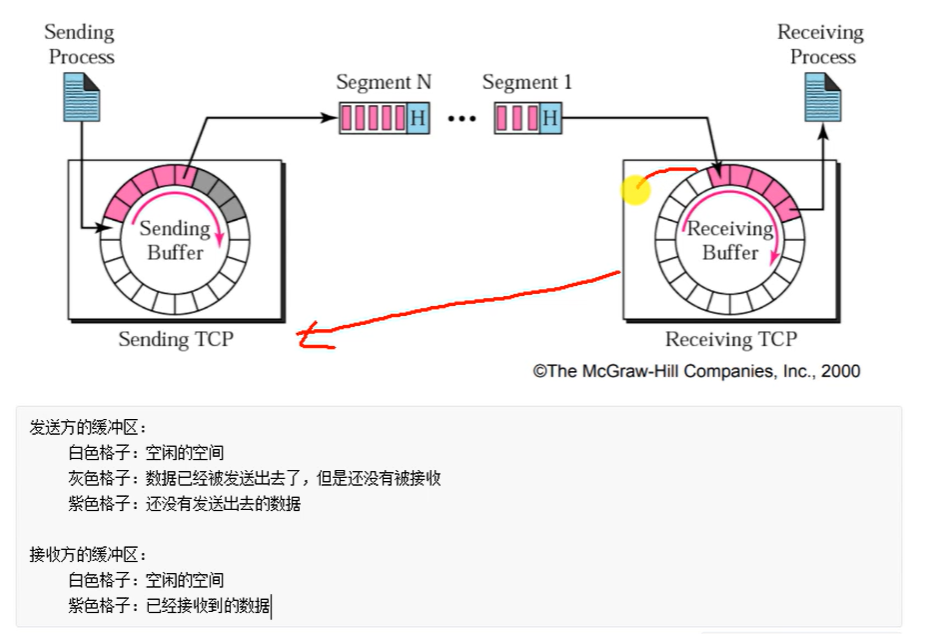 Sending
Process
Receiving
Process
Segment N
Segment 1
H
•••
H
Sending
Buffer
Receiving
Buffer
Sending TCP
Receiving TCP
©The McGraw-Hill Companies, Inc., 2000
发送方的缓冲区：
白色格子：空闲的空间
灰色格子：数据已经被发送出去了，但是还没有被接收
紫色格子：还没有发送出去的数据
接收方的缓冲区：
白色格子：空闲的空间
紫色格子：已经接收到的数据